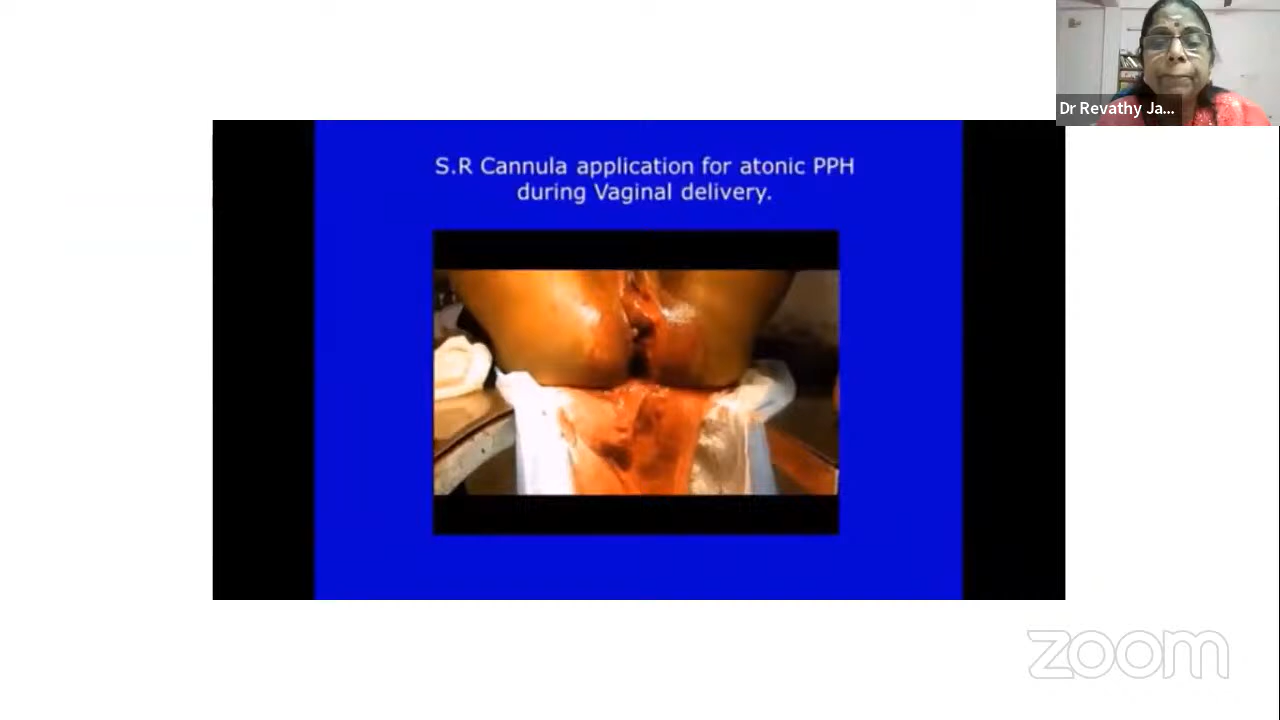 Dr Revathy Ja...
S.R Cannula application for atonic PPH
during Vaginal delivery.
zoom